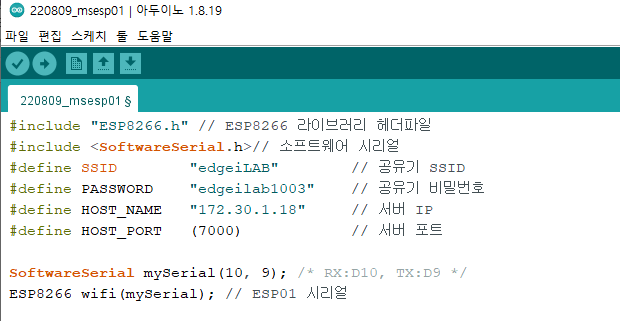 220809_msesp01 | 아두이노 1.8.19
파일 편집 스케치 툴 도움말
220809_msesp01 §
#include "ESP8266.h" // ESP8266 라이브러리 헤더파일
#include <SoftwareSerial.h>// 소프트웨어 시리얼
#define SSID "edgeiLAB" // 공유기 SSID
#define PASSWORD "edgeilab1003" // 공유기 비밀번호
#define HOST_NAME "172.30.1.18" // 서버 IP
#define HOST_PORT (7000) // 서버 포트
SoftwareSerial mySerial(10, 9); /* RX:D10, TX:D9 */
ESP8266 wifi(mySerial); // ESP01 시리얼